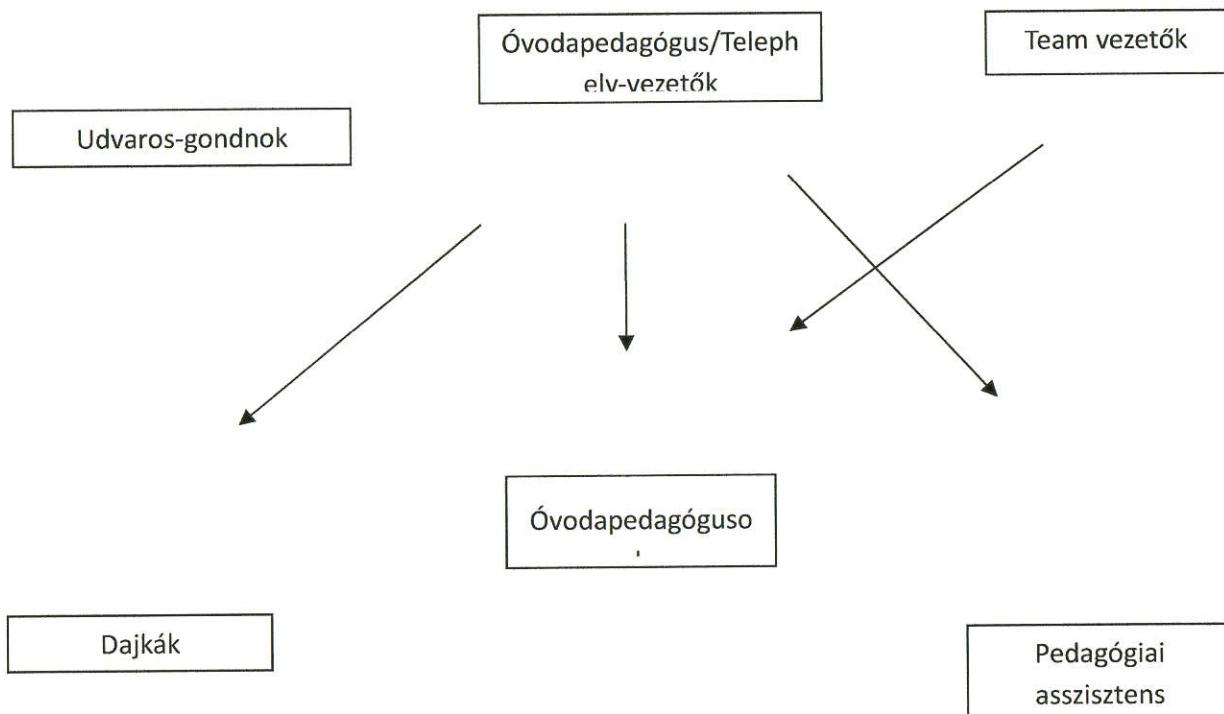 Óvodapedagógus/Teleph
ely-vezetők
Team vezetők
Udvaros-gondnok
Óvodapedagóguso
Dajkák
Pedagógiai
asszisztens